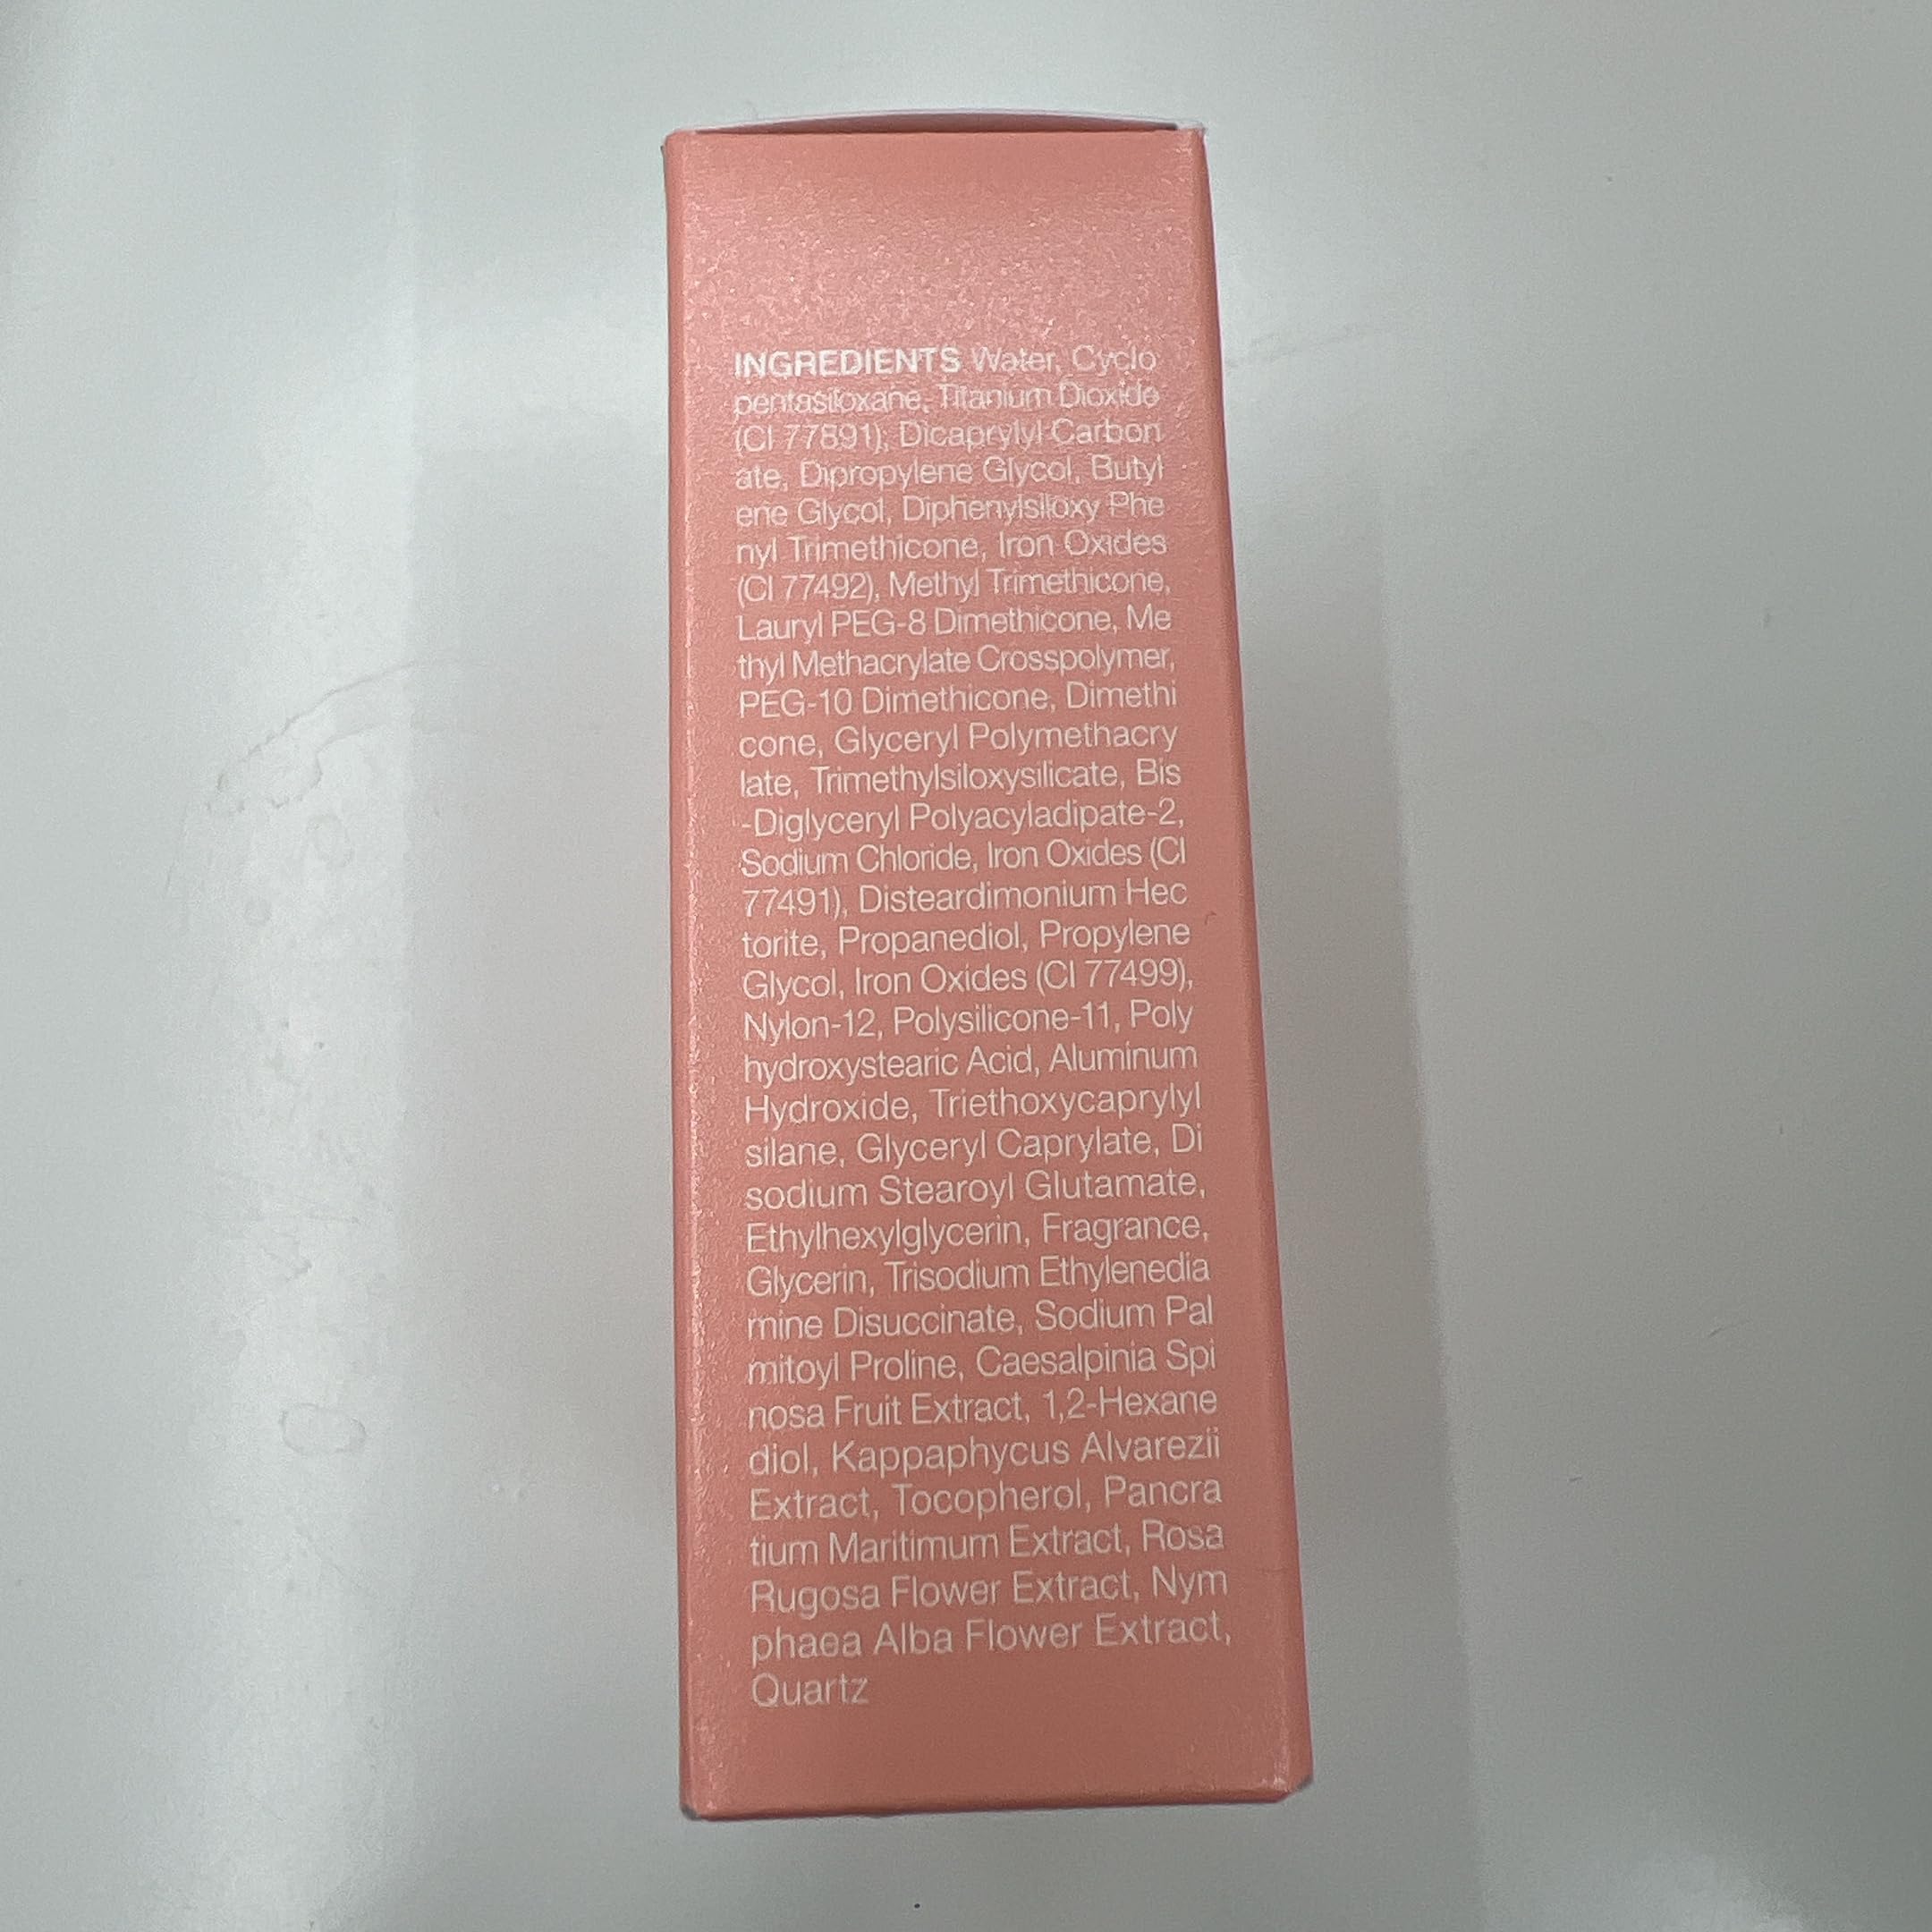 INGREDIENTS Water, Cyclo
pentasiloxane, Titanium Dioxide
(CI 77891), Dicaprylyl Carbon
ate, Dipropylene Glycol, Butyl
ene Glycol, Diphenylsiloxy Phe
nyl Trimethicone, Iron Oxides
(CI 77492), Methyl Trimethicone,
Lauryl PEG-8 Dimethicone, Me
thyl Methacrylate Crosspolymer,
PEG-10 Dimethicone, Dimethi
cone, Glyceryl Polymethacry
late, Trimethylsiloxysilicate, Bis
-Diglyceryl Polyacyladipate-2,
Sodium Chloride, Iron Oxides (CI
77491), Disteardimonium Hec
torite, Propanediol, Propylene
Glycol, Iron Oxides (CI 77499),
Nylon-12, Polysilicone-11, Poly
hydroxystearic Acid, Aluminum
Hydroxide, Triethoxycaprylyl
silane, Glyceryl Caprylate, Di
sodium Stearoyl Glutamate,
Ethylhexylglycerin, Fragrance,
Glycerin, Trisodium Ethylenedia
mine Disuccinate, Sodium Pal
mitoyl Proline, Caesalpinia Spi
nosa Fruit Extract, 1,2-Hexane
diol, Kappaphycus Alvarezii
Extract, Tocopherol, Pancra
tium Maritimum Extract, Rosa
Rugosa Flower Extract, Nym
phaea Alba Flower Extract,
Quartz